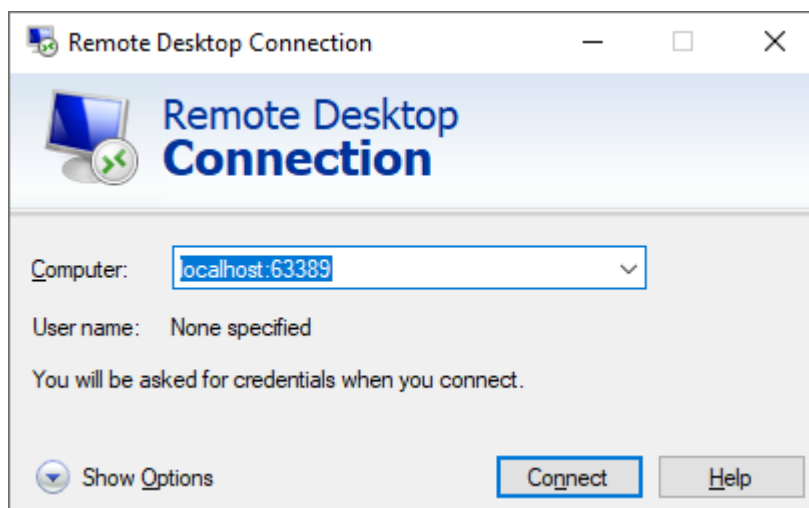 Remote Desktop Connection
Remote Desktop
Connection
Computer: localhost:63389
User name: None specified
You will be asked for credentials when you connect.
Show Options Connect Help